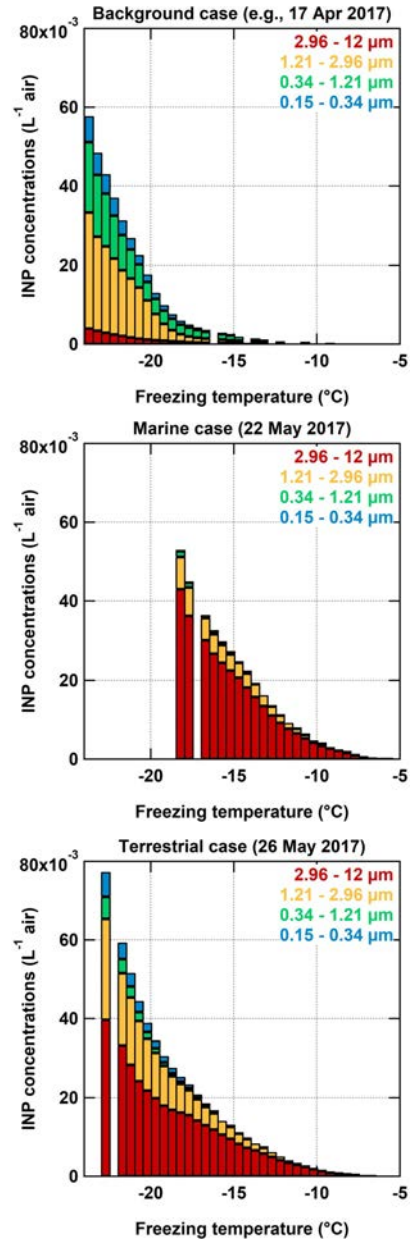 Background case (e.g., 17 Apr 2017)
80x10⁻³
2.96 - 12 µm
1.21 - 2.96 µm
0.34 - 1.21 µm
0.15 - 0.34 µm
60
40
20
0
INP concentrations (L⁻¹ air)
-20 -15 -10 -5
Freezing temperature (°C)
Marine case (22 May 2017)
80x10⁻³
2.96 - 12 µm
1.21 - 2.96 µm
0.34 - 1.21 µm
0.15 - 0.34 µm
60
40
20
0
INP concentrations (L⁻¹ air)
-20 -15 -10 -5
Freezing temperature (°C)
Terrestrial case (26 May 2017)
80x10⁻³
2.96 - 12 µm
1.21 - 2.96 µm
0.34 - 1.21 µm
0.15 - 0.34 µm
60
40
20
0
INP concentrations (L⁻¹ air)
-20 -15 -10 -5
Freezing temperature (°C)